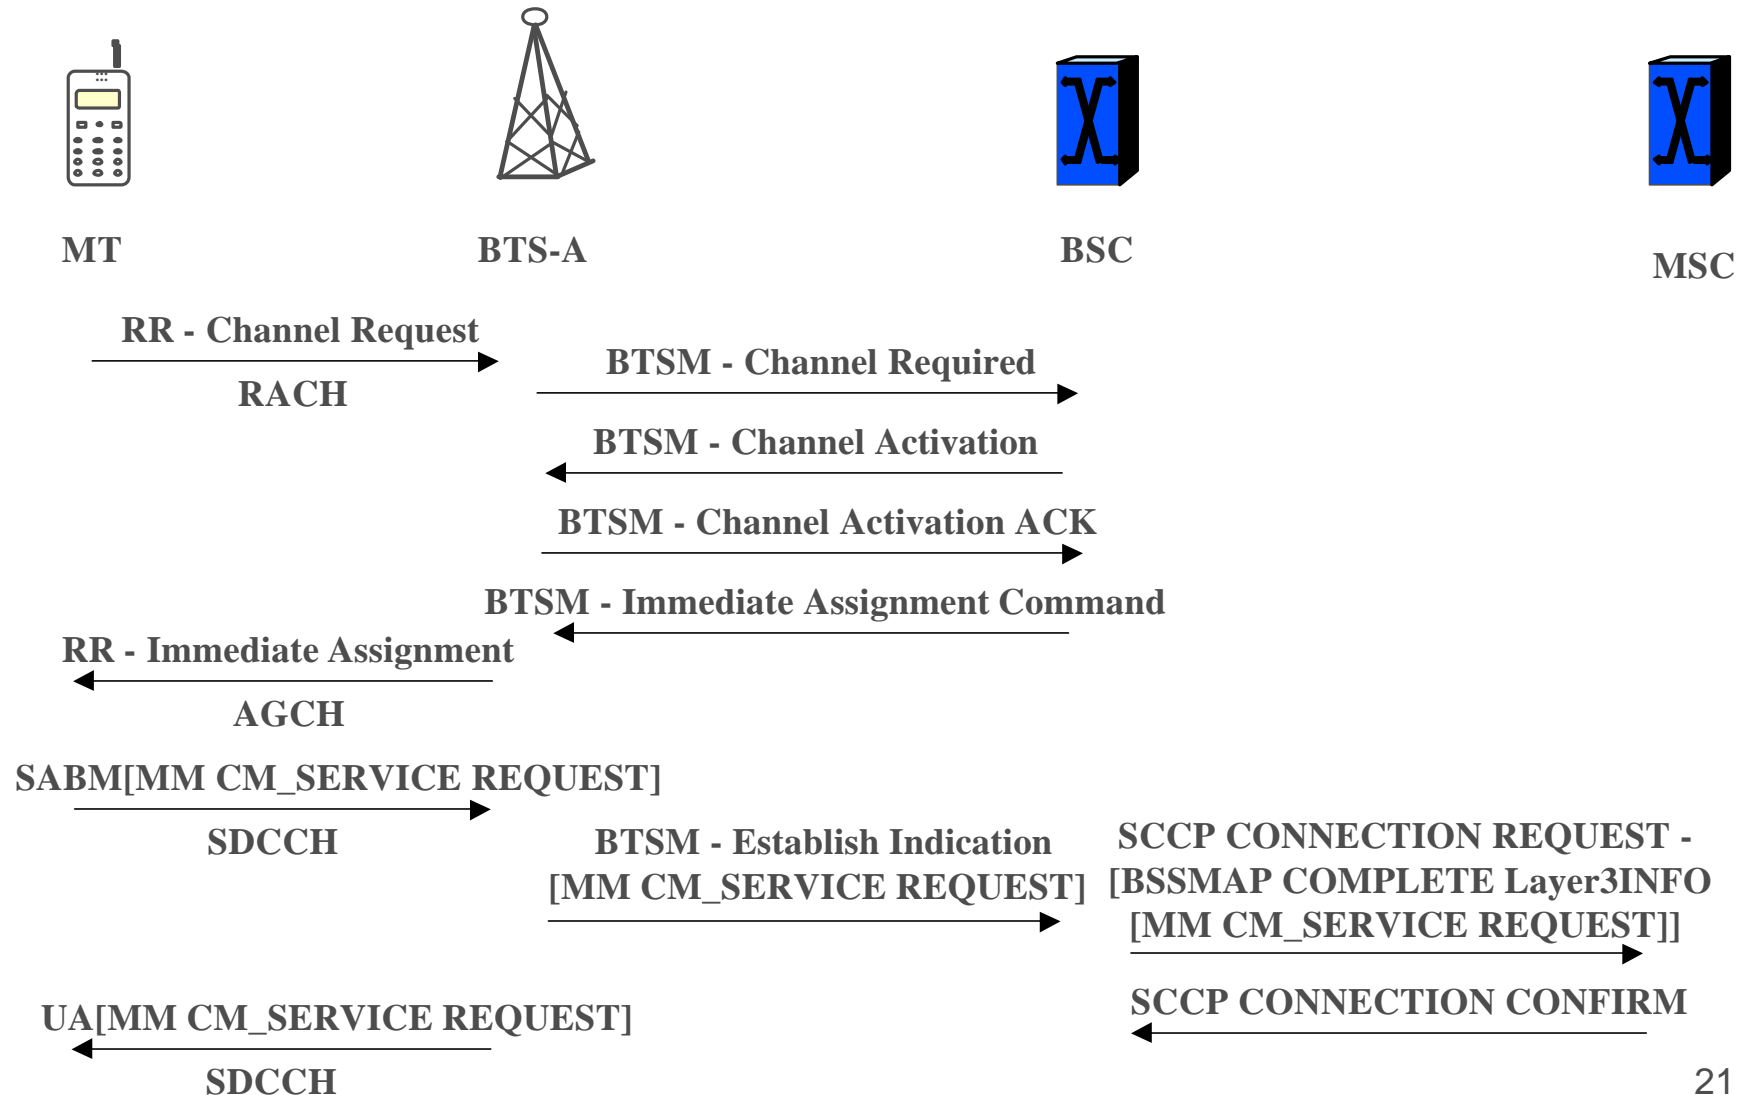 MT
BTS-A
BSC
MSC
RR - Channel Request
RACH
BTSM - Channel Required
BTSM - Channel Activation
BTSM - Channel Activation ACK
BTSM - Immediate Assignment Command
RR - Immediate Assignment
AGCH
SABM[MM CM_SERVICE REQUEST]
SDCCH
BTSM - Establish Indication
[MM CM_SERVICE REQUEST]
SCCP CONNECTION REQUEST -
[BSSMAP COMPLETE Layer3INFO
[MM CM_SERVICE REQUEST]]
SCCP CONNECTION CONFIRM
UA[MM CM_SERVICE REQUEST]
SDCCH
21